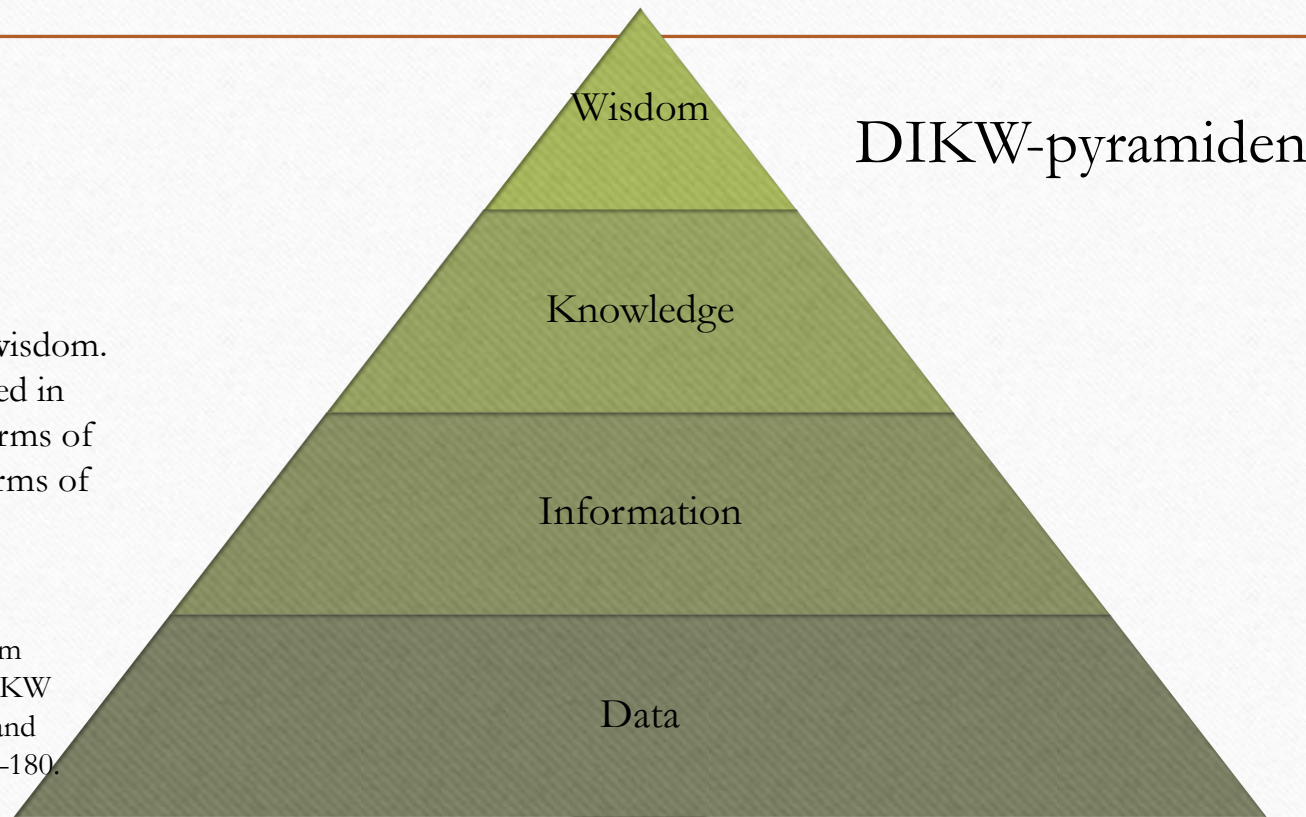 Wisdom
DIKW-pyramiden
Knowledge
wisdom.
ed in
rms of
rms of
Information
m
KW
and
–180.
Data